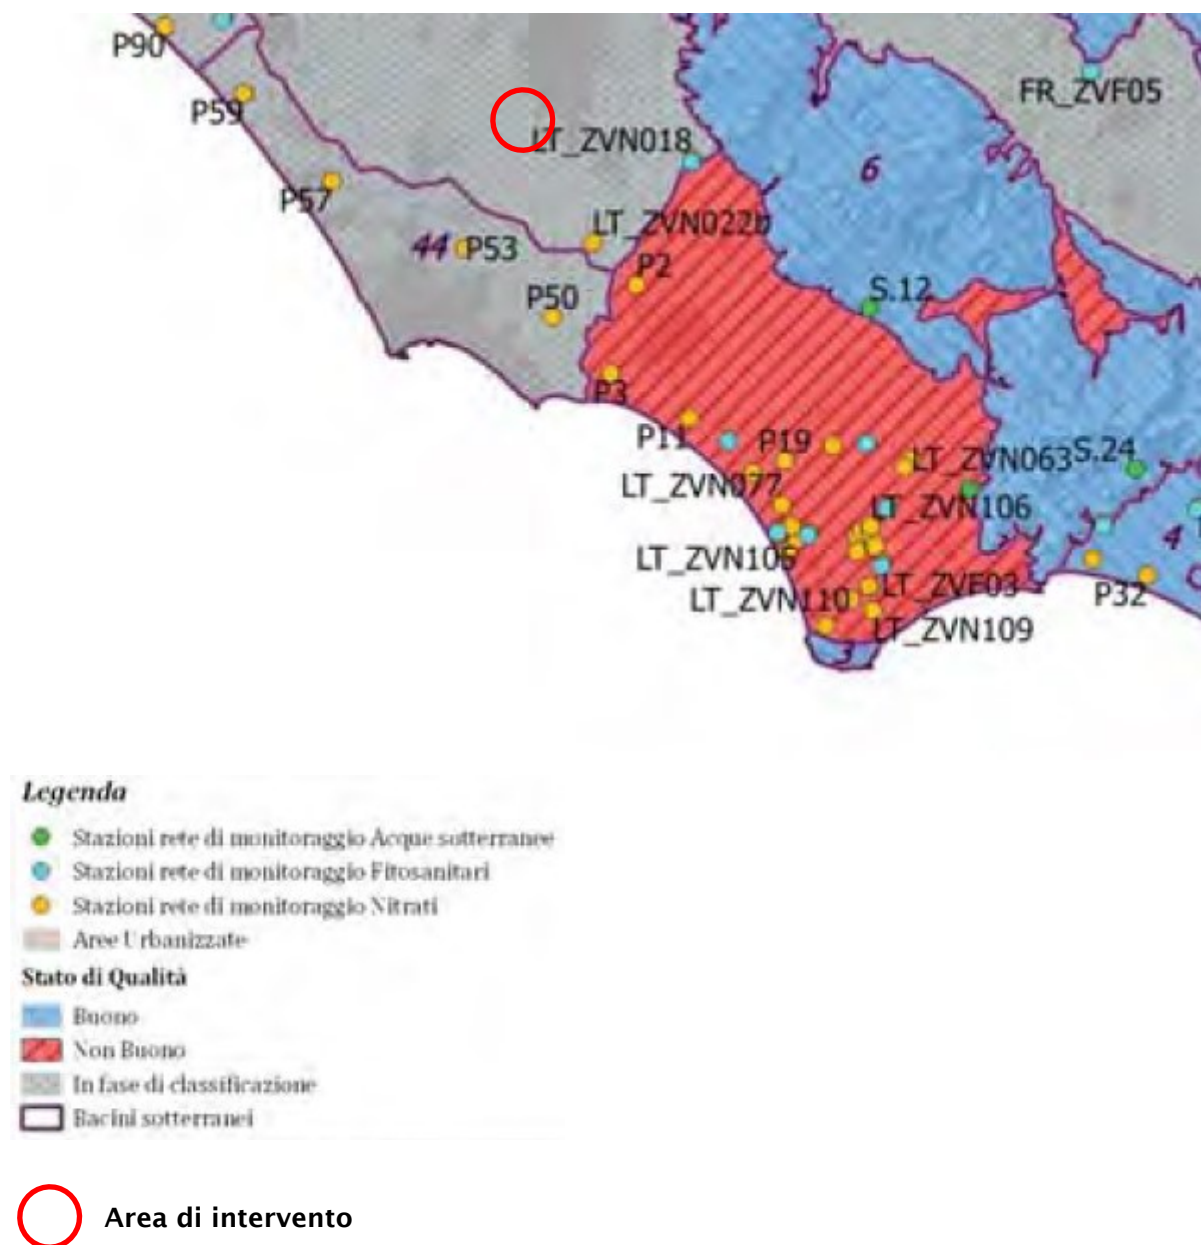 P90
FR_ZVF05
P59
LT_ZVN018
6
P57
LT_ZVN022b
44
P53
P2
S.12
P50
P3
P11
P19
LT_ZVN063
S.24
LT_ZVN077
LT_ZVN106
4
LT_ZVN105
LT_ZVF03
P32
LT_ZVN110
LT_ZVN109
3
Legenda
Stazioni rete di monitoraggio Acque sotterranee
Stazioni rete di monitoraggio Fitosanitari
Stazioni rete di monitoraggio Nitrati
Aree Urbanizzate
Stato di Qualità
Buono
Non Buono
In fase di classificazione
Bacini sotterranei
Area di intervento